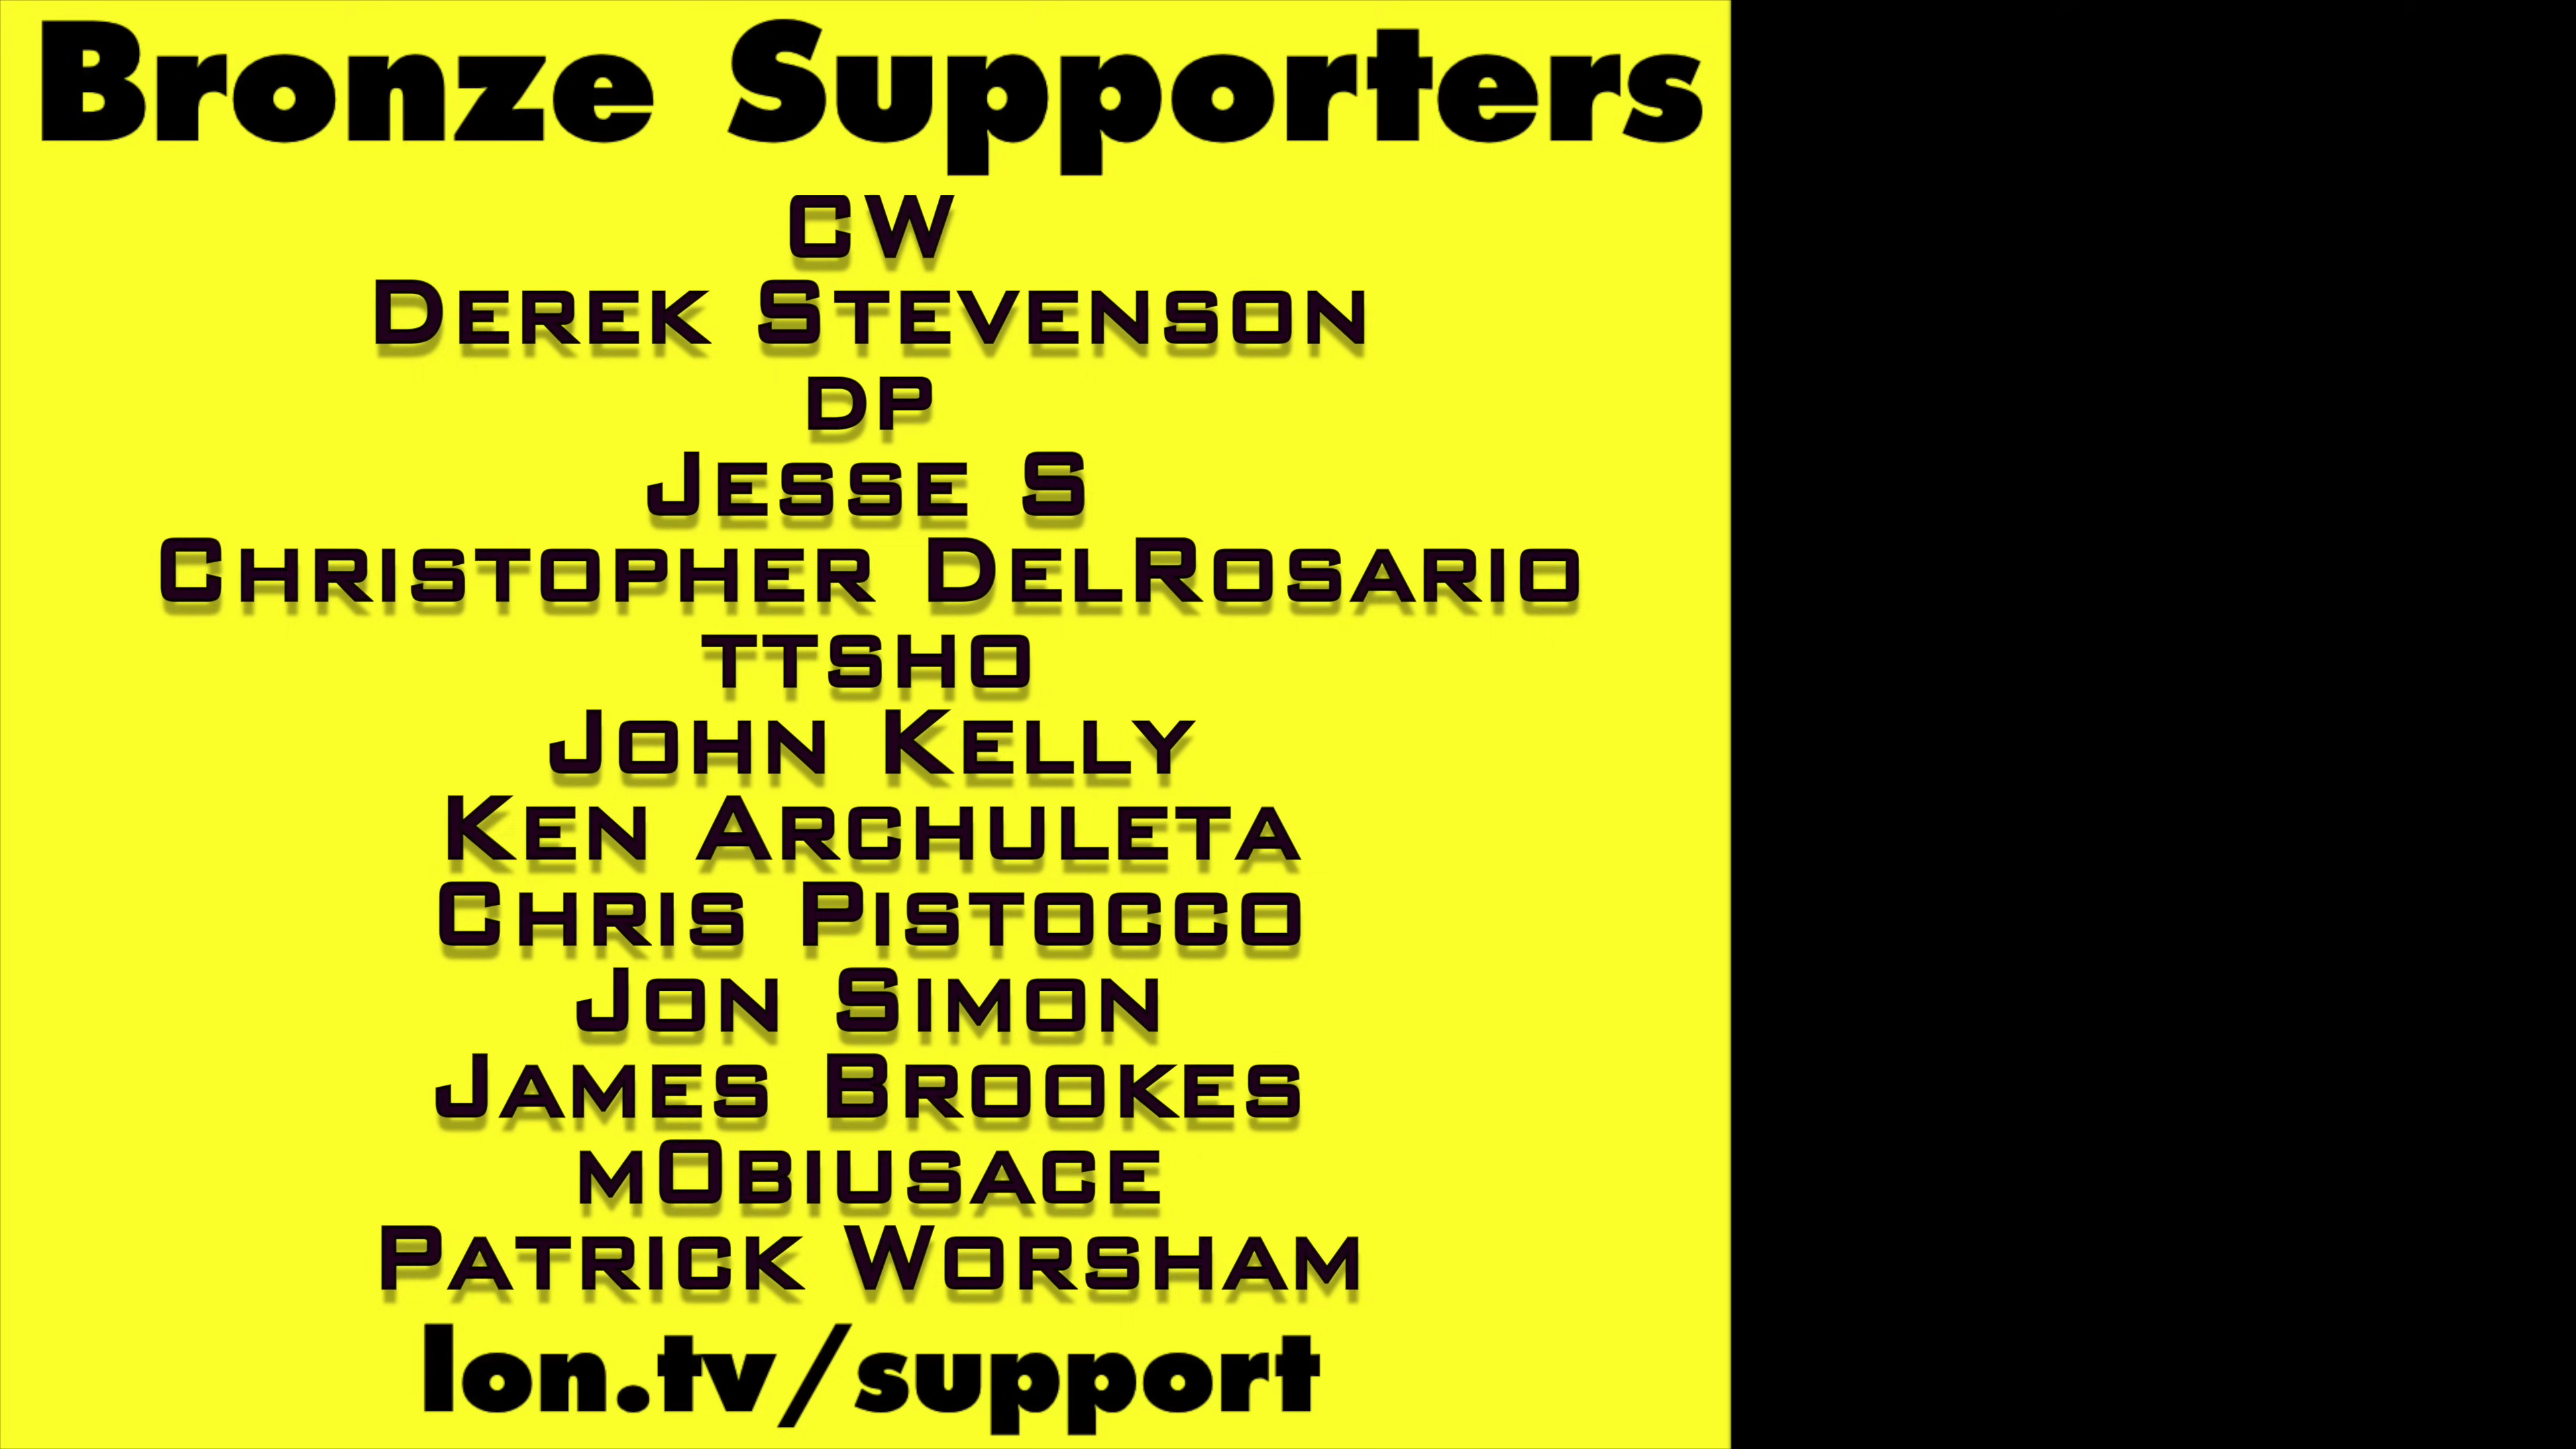 Bronze Supporters
CW
Derek Stevenson
dp
Jesse S
Christopher DelRosario
ttsho
John Kelly
Ken Archuleta
Chris Pistocco
Jon Simon
James Brookes
m0biusace
Patrick Worsham
lon.tv/support